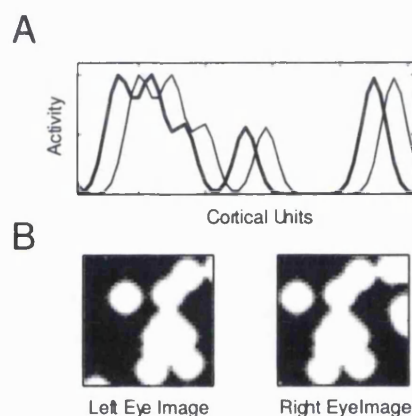 A
Activity
Cortical Units
B
Left Eye Image
Right EyeImage